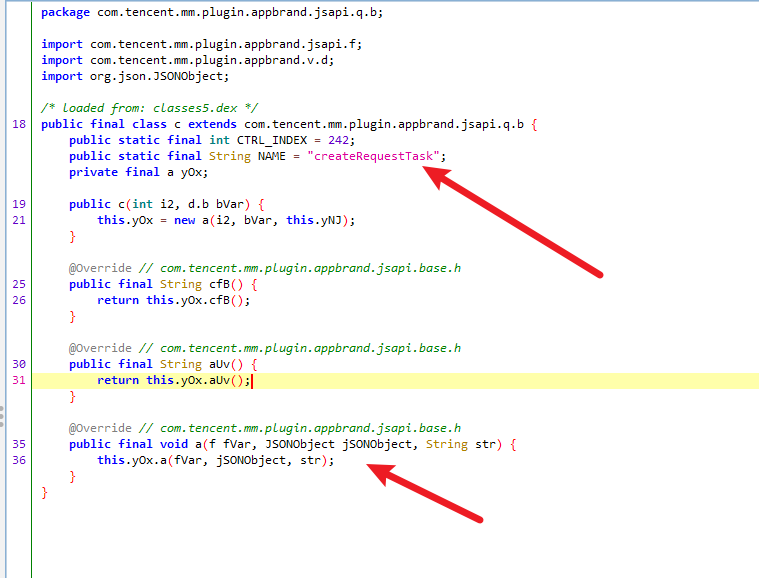 package com.tencent.mm.plugin.appbrand.jsapi.q.b;
import com.tencent.mm.plugin.appbrand.jsapi.f;
import com.tencent.mm.plugin.appbrand.v.d;
import org.json.JSONObject;
/* loaded from: classes5.dex */
18 public final class c extends com.tencent.mm.plugin.appbrand.jsapi.q.b {
public static final int CTRL_INDEX = 242;
public static final String NAME = "createRequestTask";
private final a yOx;
19 public c(int i2, d.b bVar) {
21 this.yOx = new a(i2, bVar, this.yNJ);
}
@Override // com.tencent.mm.plugin.appbrand.jsapi.base.h
25 public final String cfB() {
26 return this.yOx.cfB();
}
@Override // com.tencent.mm.plugin.appbrand.jsapi.base.h
30 public final String aUv() {
31 return this.yOx.aUv();
}
@Override // com.tencent.mm.plugin.appbrand.jsapi.base.h
35 public final void a(f fVar, JSONObject jSONObject, String str) {
36 this.yOx.a(fVar, jSONObject, str);
}
}